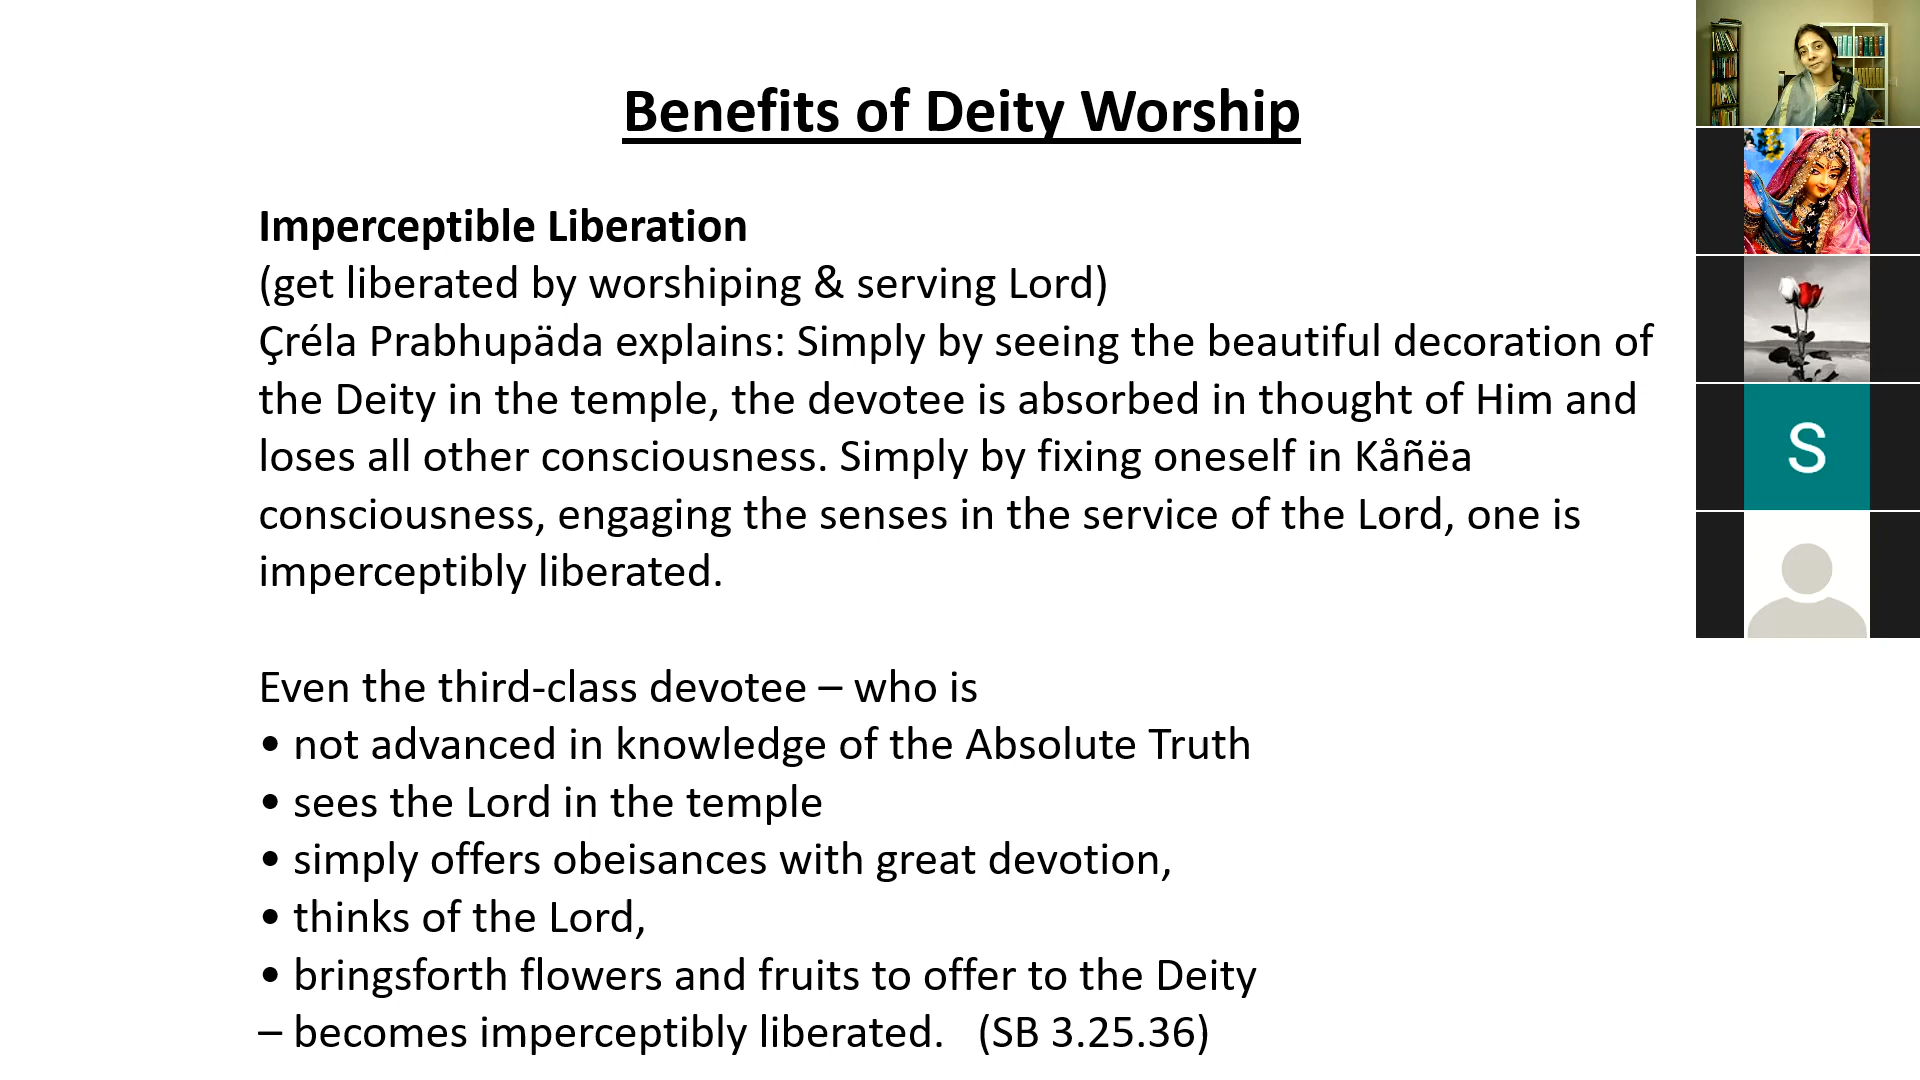 Benefits of Deity Worship
Imperceptible Liberation
(get liberated by worshiping & serving Lord)
Çréla Prabhupäda explains: Simply by seeing the beautiful decoration of
the Deity in the temple, the devotee is absorbed in thought of Him and
loses all other consciousness. Simply by fixing oneself in Kåñëa
consciousness, engaging the senses in the service of the Lord, one is
imperceptibly liberated.
Even the third-class devotee – who is
• not advanced in knowledge of the Absolute Truth
• sees the Lord in the temple
• simply offers obeisances with great devotion,
• thinks of the Lord,
• bringsforth flowers and fruits to offer to the Deity
– becomes imperceptibly liberated. (SB 3.25.36)
S